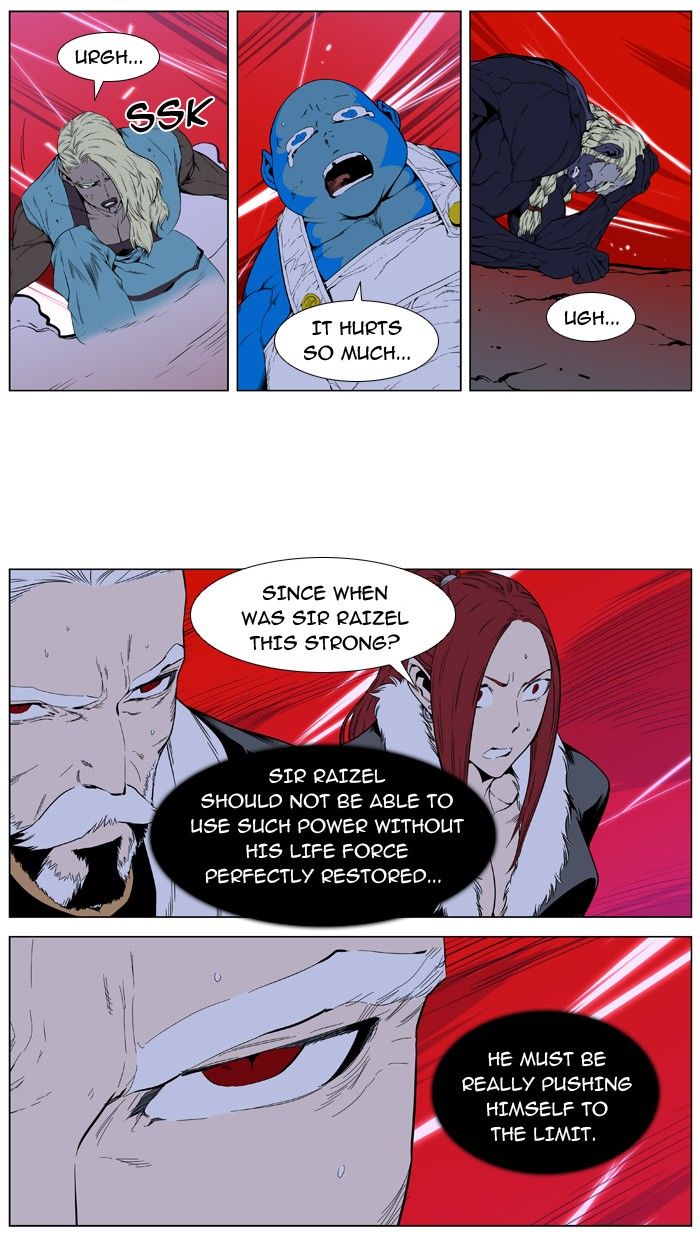 URGH...
SSK
IT HURTS
SO MUCH...
UGH...
SINCE WHEN
WAS SIR RAIZEL
THIS STRONG?
SIR RAIZEL
SHOULD NOT BE ABLE TO
USE SUCH POWER WITHOUT
HIS LIFE FORCE
PERFECTLY RESTORED...
HE MUST BE
REALLY PUSHING
HIMSELF TO
THE LIMIT.